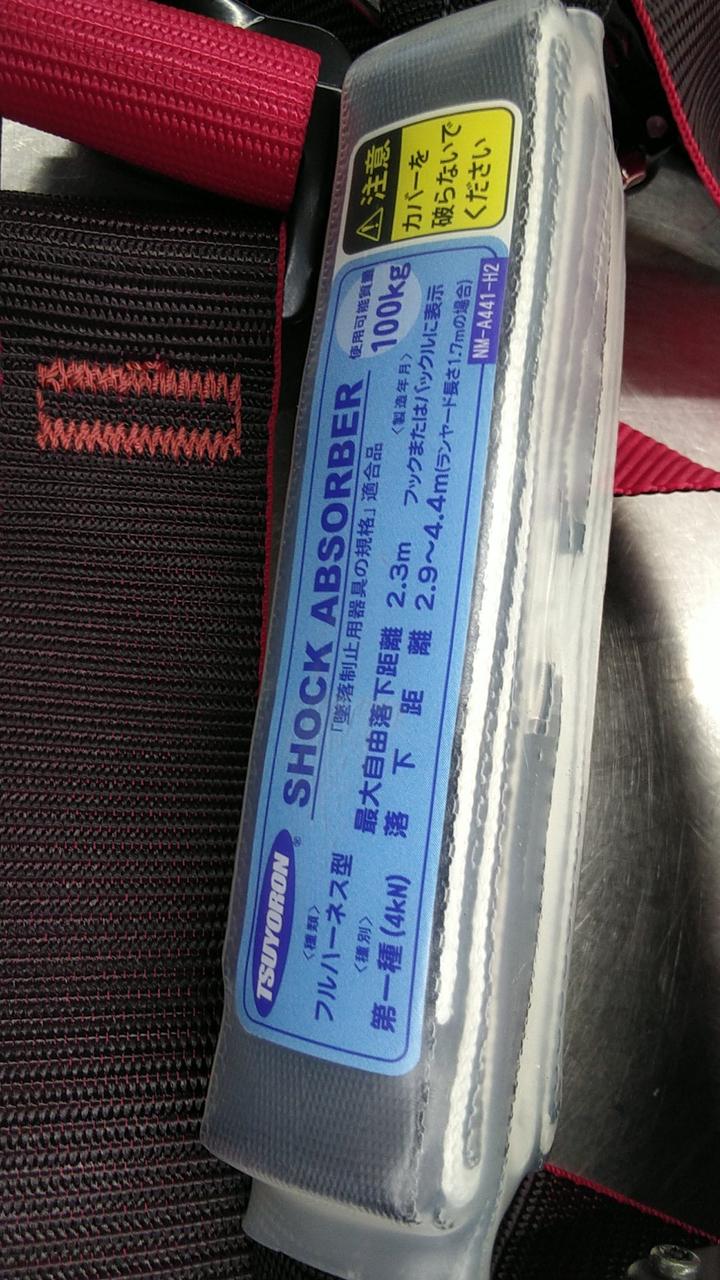 ⚠注意
カバーを
破らないで
ください
TSUYORON®
SHOCK ABSORBER
使用可能質量
100kg
「墜落制止用器具の規格」適合品
〈種類〉
フルハーネス型
〈種別〉
第一種(4kN)
最大自由落下距離 2.3m
落下距離 2.9～4.4m(ランヤード長さ1.7mの場合)
〈製造年月〉
フックまたはバックルに表示
NM-A441-H2